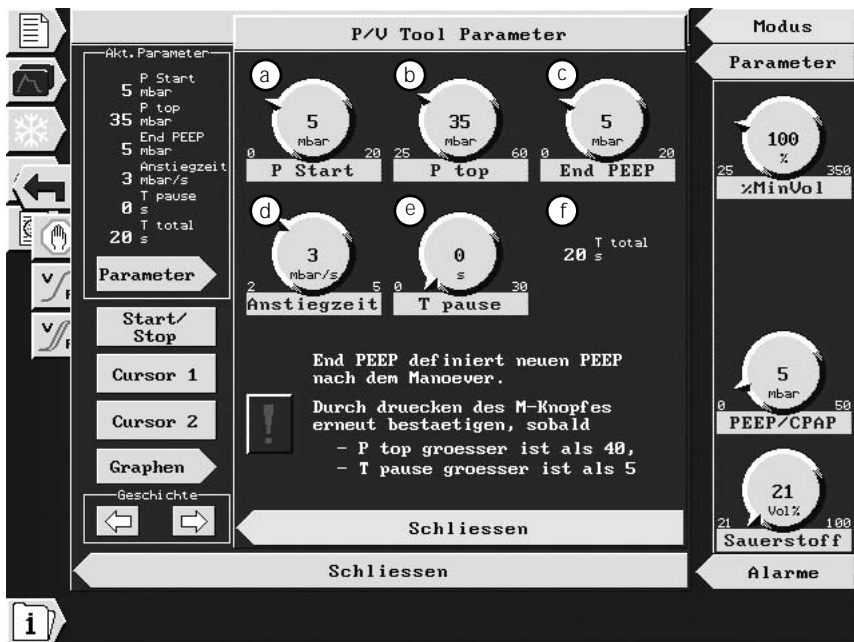 P/V Tool Parameter
Modus
Parameter
Akt.Parameter
P Start
5 mbar
P top
35 mbar
End PEEP
5 mbar
Anstiegzeit
3 mbar/s
T pause
0 s
T total
20 s
Parameter
Start/
Stop
Cursor 1
Cursor 2
Graphen
Geschichte
a
5
mbar
0 20
P Start
b
35
mbar
25 60
P top
c
5
mbar
0 20
End PEEP
d
3
mbar/s
2 5
Anstiegzeit
e
0
s
0 30
T pause
f
T total
20 s
End PEEP definiert neuen PEEP
nach dem Manoever.
!
Durch druecken des M-Knopfes
erneut bestaetigen, sobald
- P top groesser ist als 40,
- T pause groesser ist als 5
Schliessen
Schliessen
100
%
25 350
%MinVol
5
mbar
0 50
PEEP/CPAP
21
Vol%
21 100
Sauerstoff
Alarme
V
P
V
P
i